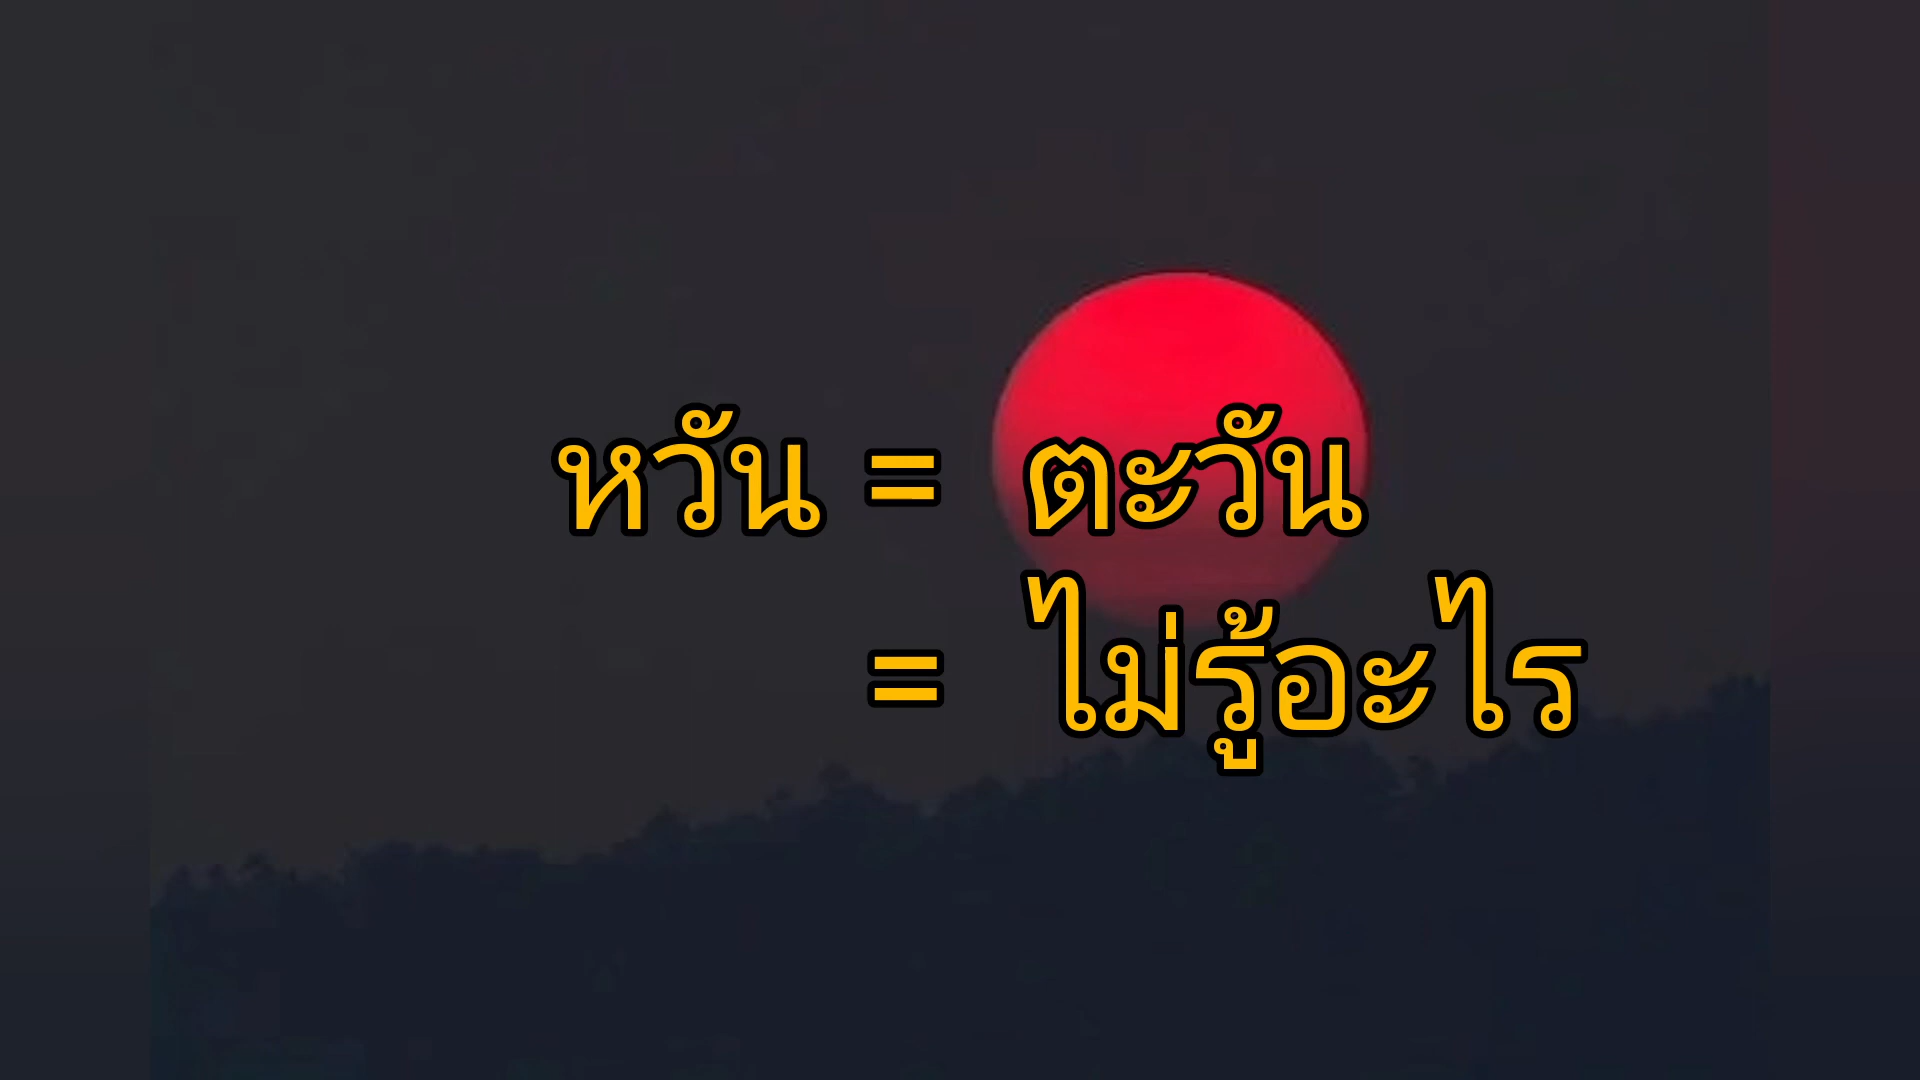 หวัน = ตะวัน
= ไม่รู้อะไร